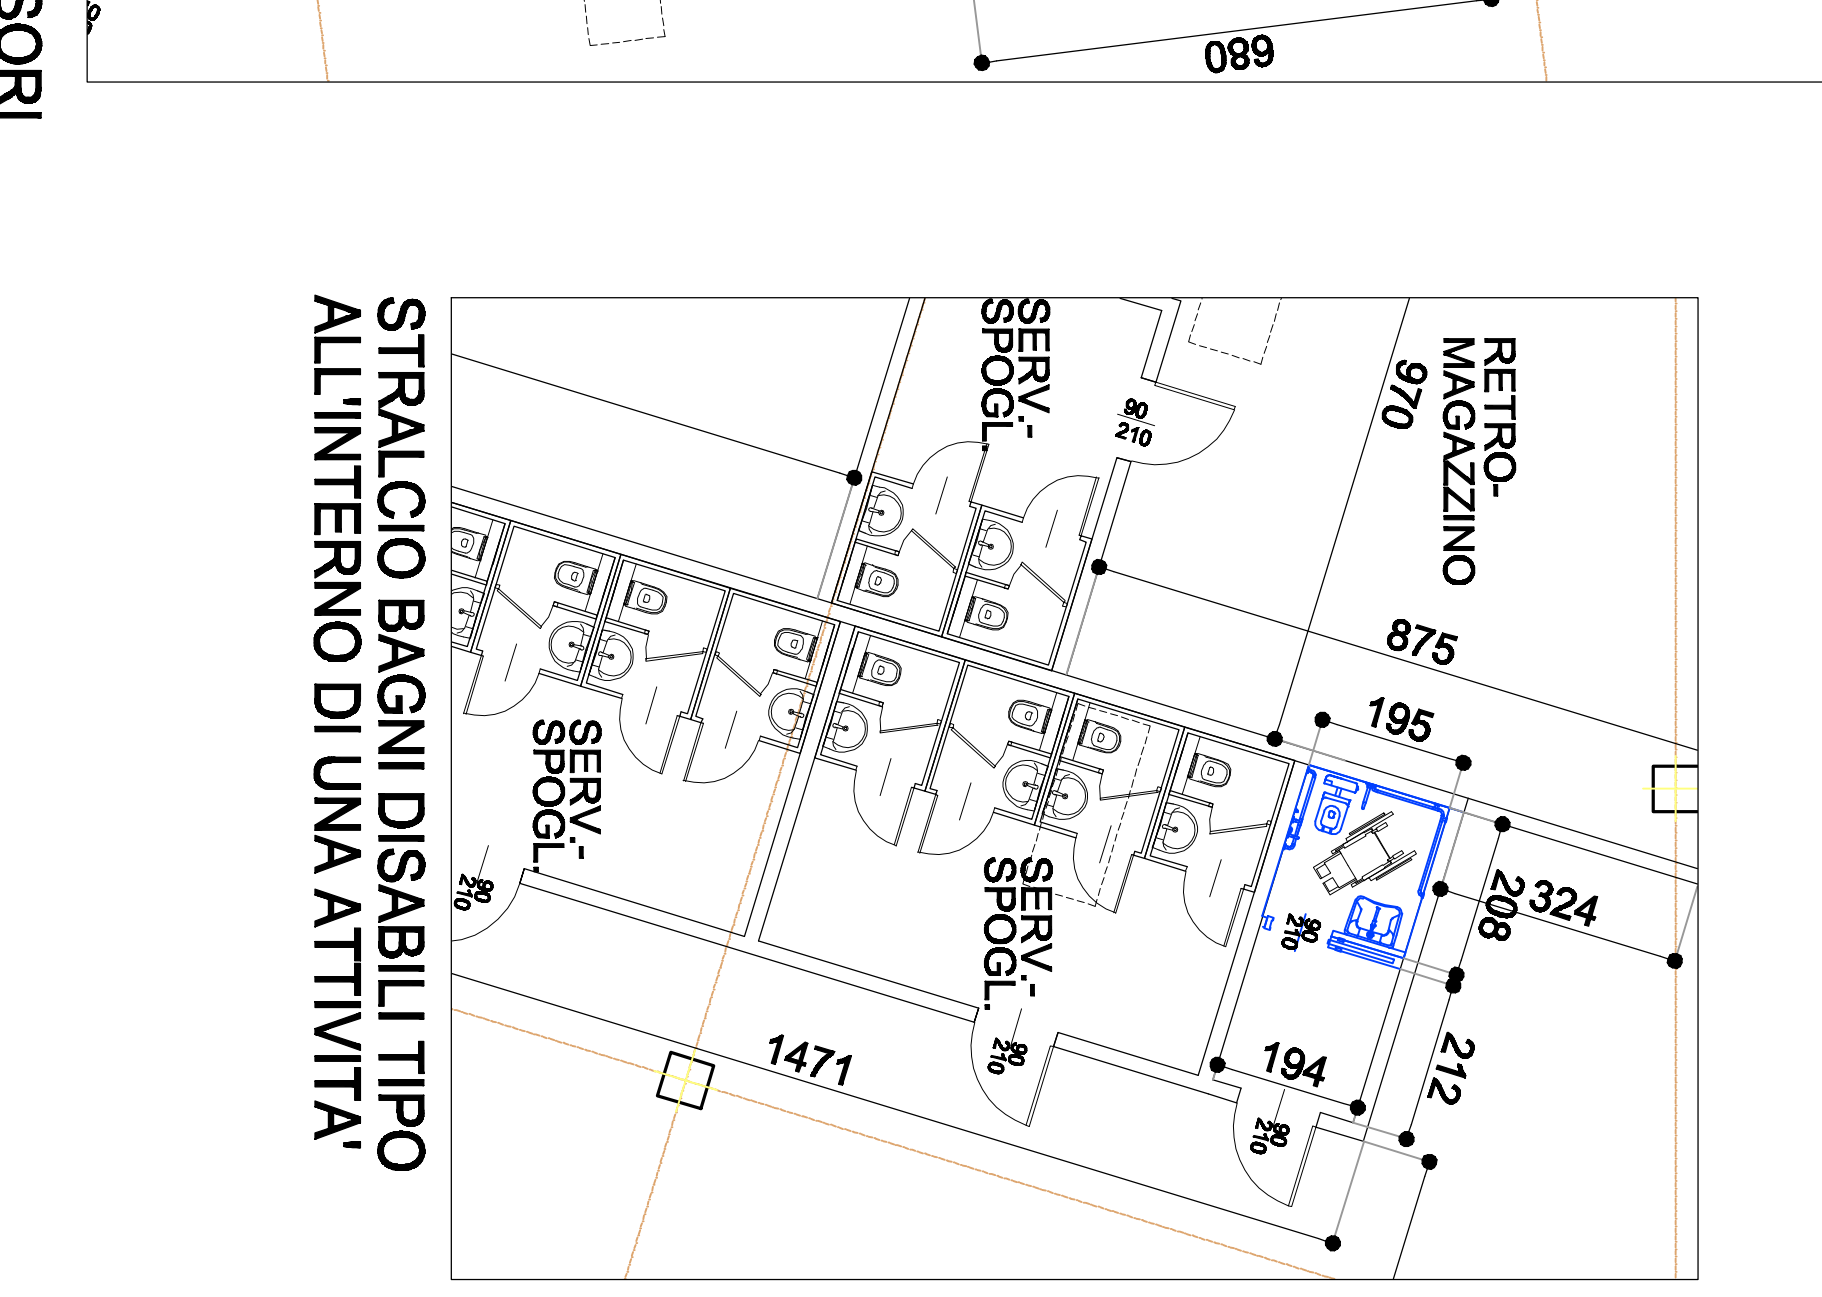 SORI
680
STRALCIO BAGNI DISABILI TIPO
ALL'INTERNO DI UNA ATTIVITA'
SERV.-
SPOGL.
90
210
970
RETRO-
MAGAZZINO
875
195
324
208
212
194
90
210
90
210
SERV.-
SPOGL.
90
210
SERV.-
SPOGL.
90
210
1471